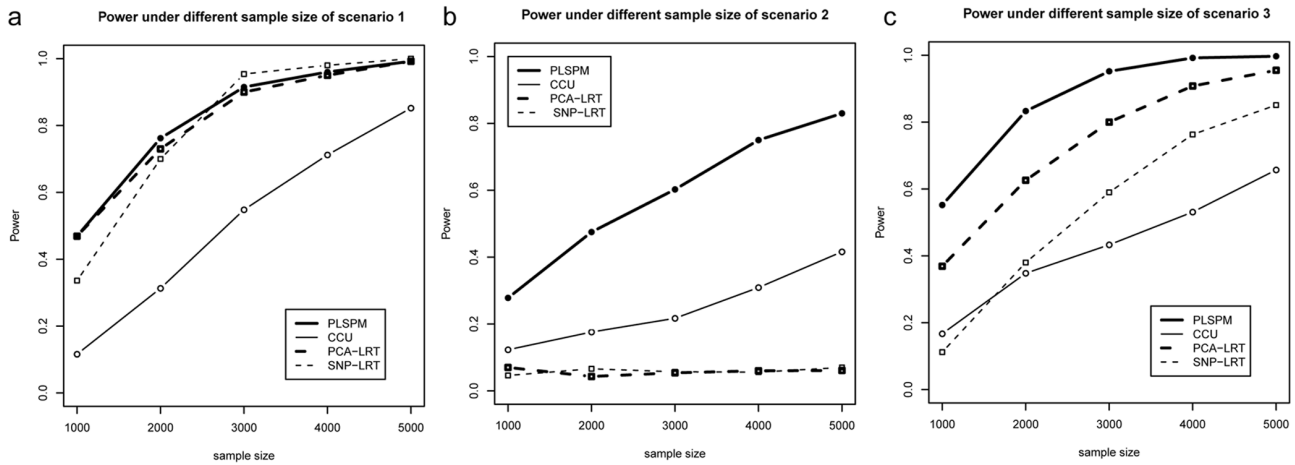 a
Power under different sample size of scenario 1
Power
0.0
0.2
0.4
0.6
0.8
1.0
PLSPM
CCU
PCA−LRT
SNP−LRT
1000
2000
3000
4000
5000
sample size
b
Power under different sample size of scenario 2
Power
0.0
0.2
0.4
0.6
0.8
1.0
PLSPM
CCU
PCA−LRT
SNP−LRT
1000
2000
3000
4000
5000
sample size
c
Power under different sample size of scenario 3
Power
0.0
0.2
0.4
0.6
0.8
1.0
PLSPM
CCU
PCA−LRT
SNP−LRT
1000
2000
3000
4000
5000
sample size